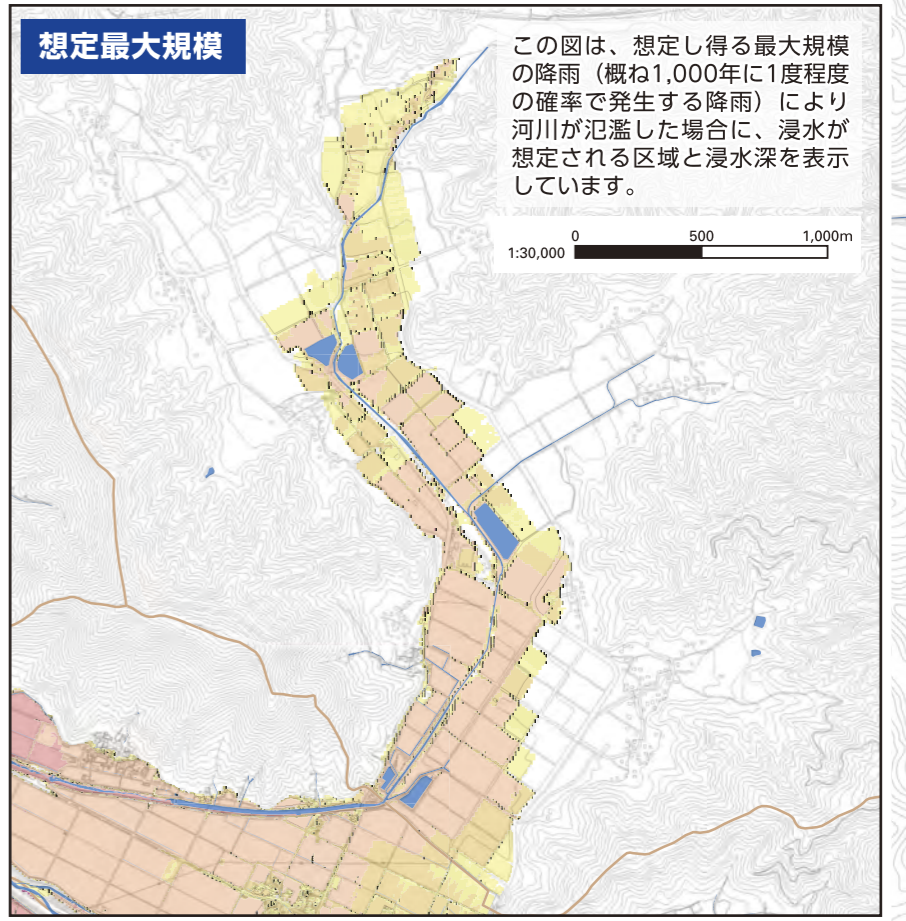 想定最大規模
この図は、想定し得る最大規模
の降雨（概ね1,000年に1度程度
の確率で発生する降雨）により
河川が氾濫した場合に、浸水が
想定される区域と浸水深を表示
しています。
0 500 1,000m
1:30,000